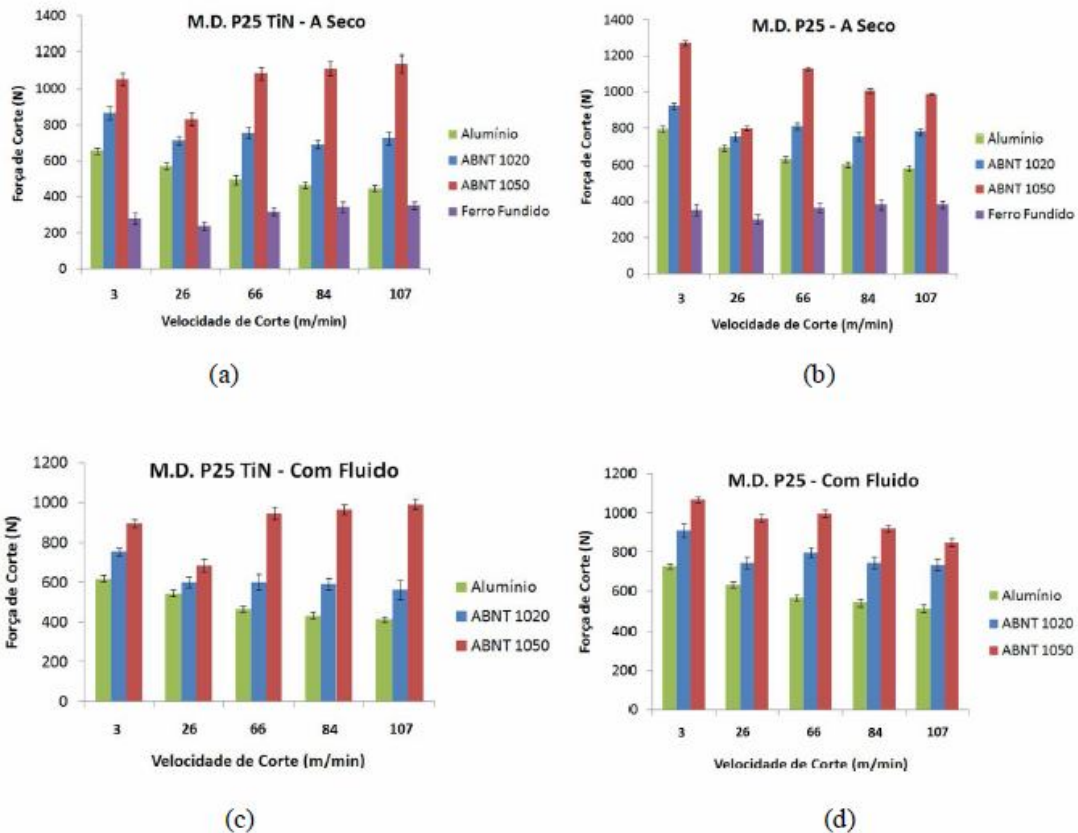 M.D. P25 TiN - A Seco
Força de Corte (N)
1400
1200
1000
800
600
400
200
0
3 26 66 84 107
Velocidade de Corte (m/min)
Alumínio
ABNT 1020
ABNT 1050
Ferro Fundido
(a)
M.D. P25 - A Seco
Força de Corte (N)
1400
1200
1000
800
600
400
200
0
3 26 66 84 107
Velocidade de Corte (m/min)
Alumínio
ABNT 1020
ABNT 1050
Ferro Fundido
(b)
M.D. P25 TiN - Com Fluido
Força de Corte (N)
1200
1000
800
600
400
200
0
3 26 66 84 107
Velocidade de Corte (m/min)
Alumínio
ABNT 1020
ABNT 1050
(c)
M.D. P25 - Com Fluido
Força de Corte (N)
1200
1000
800
600
400
200
0
3 26 66 84 107
Velocidade de Corte (m/min)
Alumínio
ABNT 1020
ABNT 1050
(d)